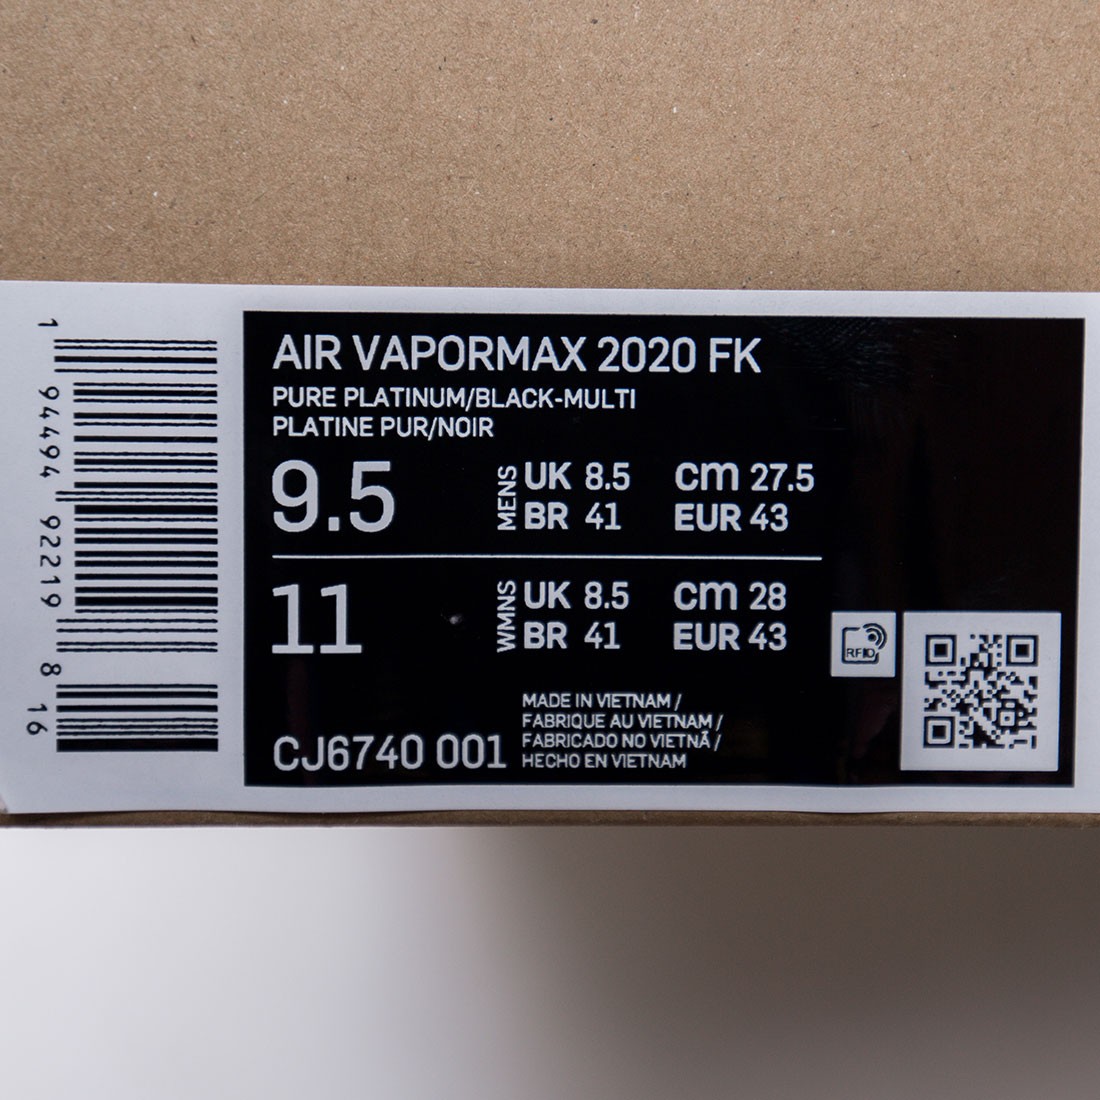 1 94494 92219 8 16
AIR VAPORMAX 2020 FK
PURE PLATINUM/BLACK-MULTI
PLATINE PUR/NOIR
9.5 MENS UK 8.5 cm 27.5
BR 41 EUR 43
11 WMNS UK 8.5 cm 28
BR 41 EUR 43
RFID
CJ6740 001
MADE IN VIETNAM /
FABRIQUE AU VIETNAM /
FABRICADO NO VIETNÃ /
HECHO EN VIETNAM